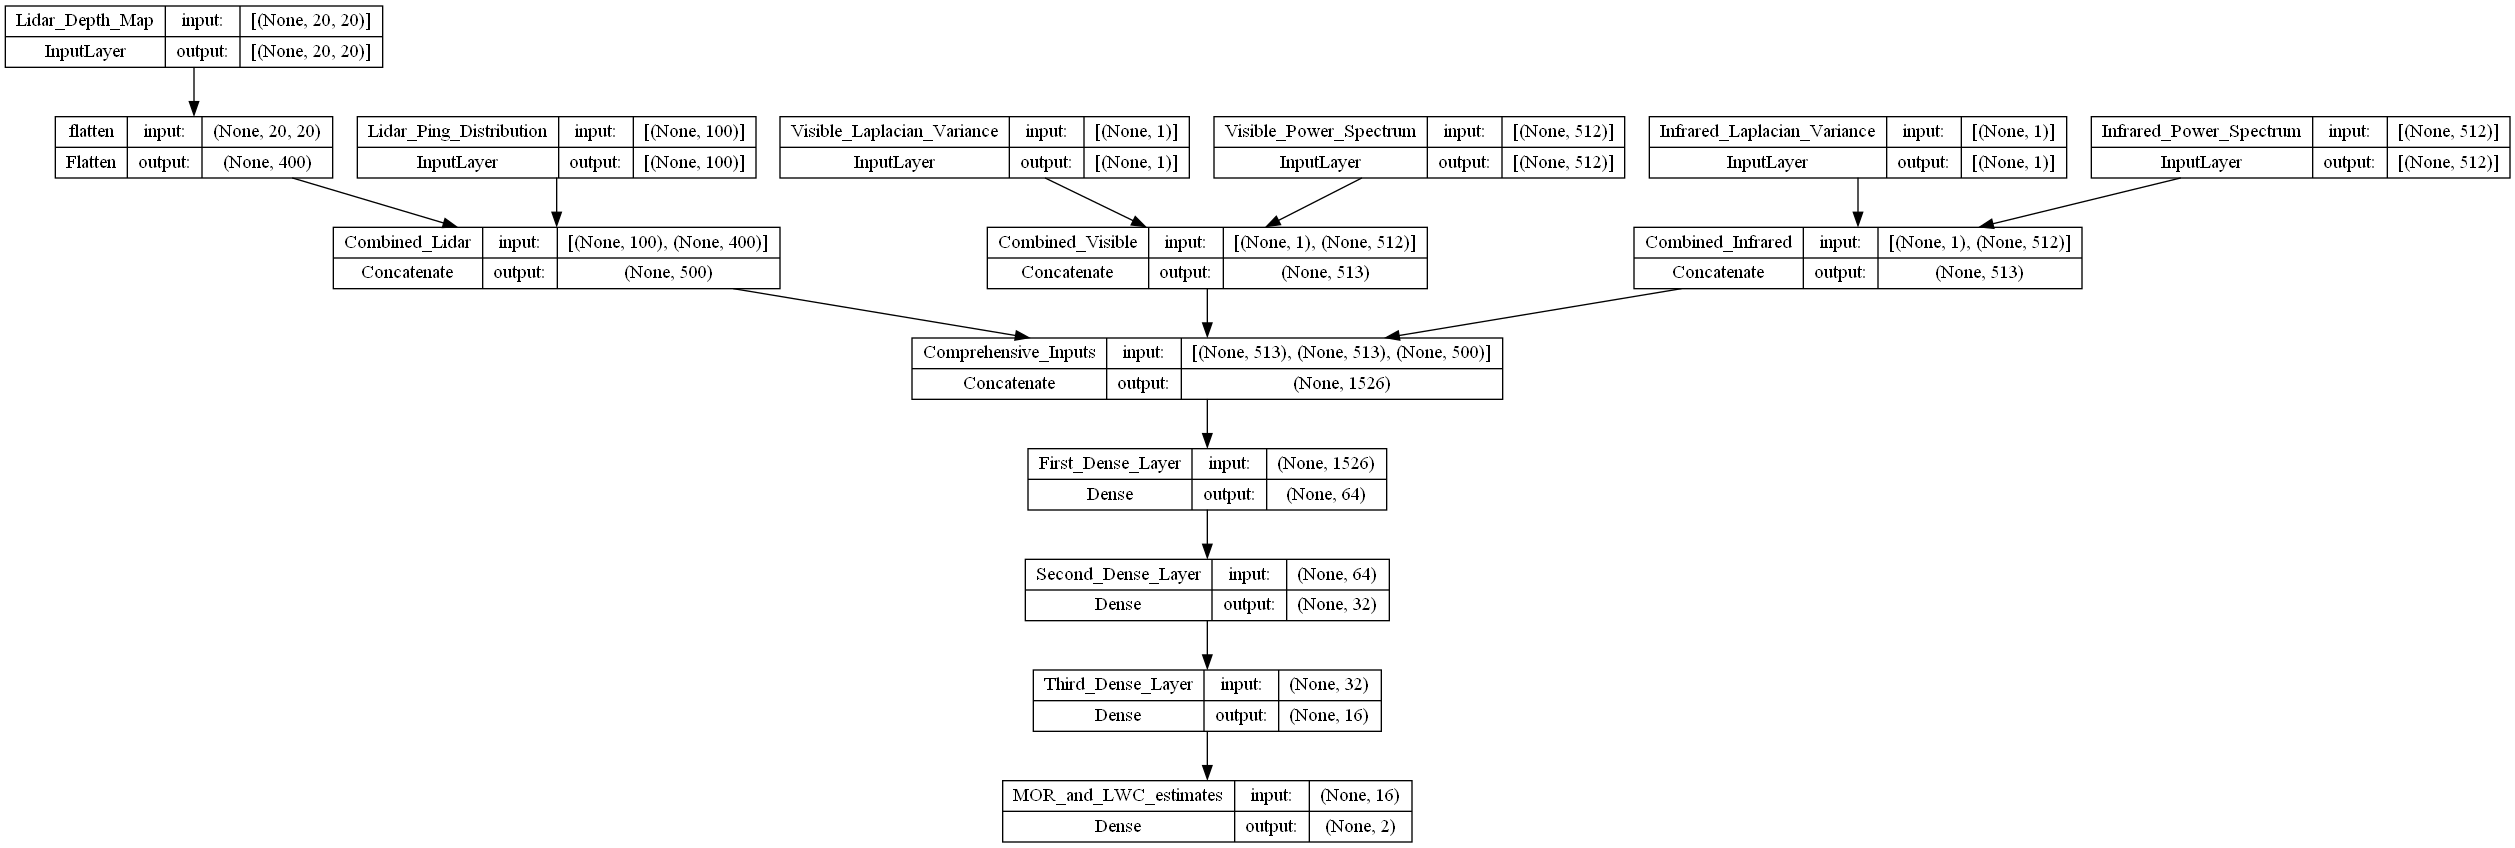 Lidar_Depth_Map input: [(None, 20, 20)]
InputLayer output: [(None, 20, 20)]
flatten input: (None, 20, 20)
Flatten output: (None, 400)
Lidar_Ping_Distribution input: [(None, 100)]
InputLayer output: [(None, 100)]
Visible_Laplacian_Variance input: [(None, 1)]
InputLayer output: [(None, 1)]
Visible_Power_Spectrum input: [(None, 512)]
InputLayer output: [(None, 512)]
Infrared_Laplacian_Variance input: [(None, 1)]
InputLayer output: [(None, 1)]
Infrared_Power_Spectrum input: [(None, 512)]
InputLayer output: [(None, 512)]
Combined_Lidar input: [(None, 100), (None, 400)]
Concatenate output: (None, 500)
Combined_Visible input: [(None, 1), (None, 512)]
Concatenate output: (None, 513)
Combined_Infrared input: [(None, 1), (None, 512)]
Concatenate output: (None, 513)
Comprehensive_Inputs input: [(None, 513), (None, 513), (None, 500)]
Concatenate output: (None, 1526)
First_Dense_Layer input: (None, 1526)
Dense output: (None, 64)
Second_Dense_Layer input: (None, 64)
Dense output: (None, 32)
Third_Dense_Layer input: (None, 32)
Dense output: (None, 16)
MOR_and_LWC_estimates input: (None, 16)
Dense output: (None, 2)